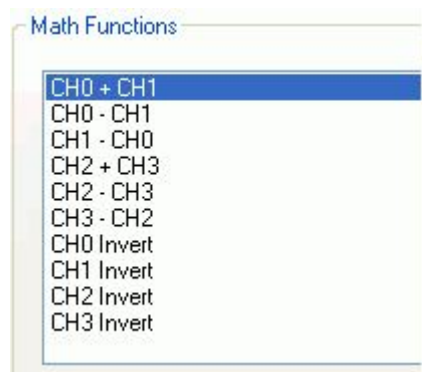 Math Functions
CH0 + CH1
CH0 - CH1
CH1 - CH0
CH2 + CH3
CH2 - CH3
CH3 - CH2
CH0 Invert
CH1 Invert
CH2 Invert
CH3 Invert